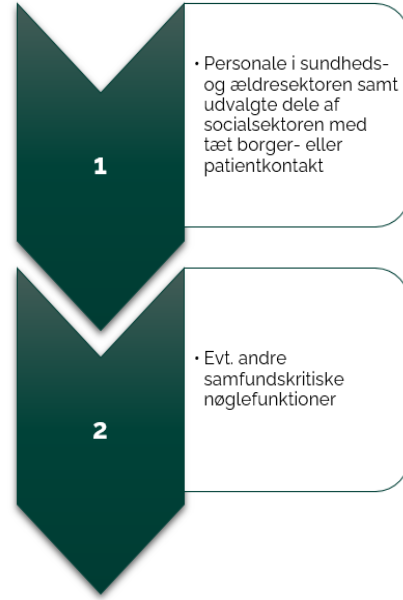 1
• Personale i sundheds-
og ældresektoren samt
udvalgte dele af
socialsektoren med
tæt borger- eller
patientkontakt
2
• Evt. andre
samfundskritiske
nøglefunktioner